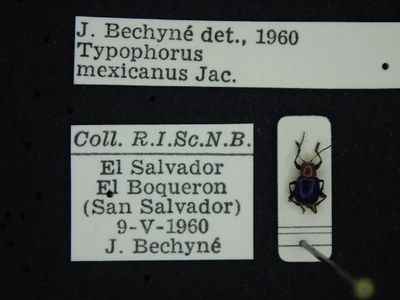 J. Bechyné det., 1960
Typophorus
mexicanus Jac.
Coll. R.I.Sc.N.B.
El Salvador
El Boqueron
(San Salvador)
9-V-1960
J. Bechyné